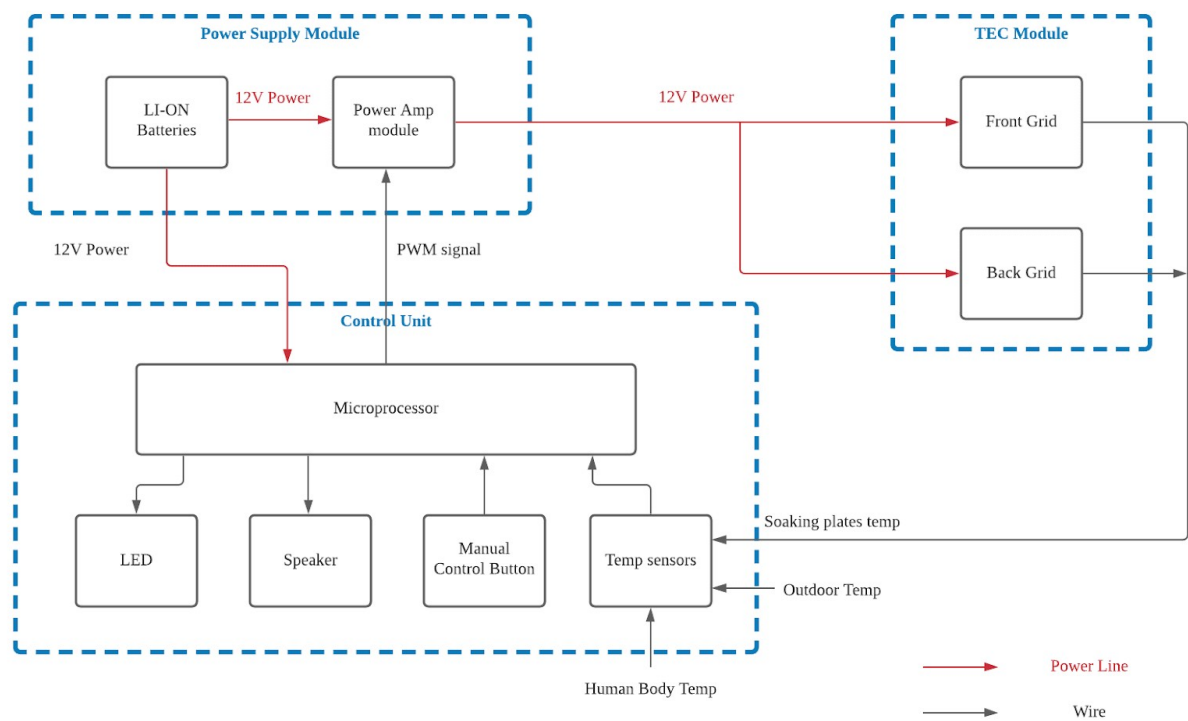 Power Supply Module
TEC Module
LI-ON
Batteries
12V Power
Power Amp
module
12V Power
Front Grid
Back Grid
12V Power
PWM signal
Control Unit
Microprocessor
LED
Speaker
Manual
Control Button
Temp sensors
Soaking plates temp
Outdoor Temp
Human Body Temp
Power Line
Wire